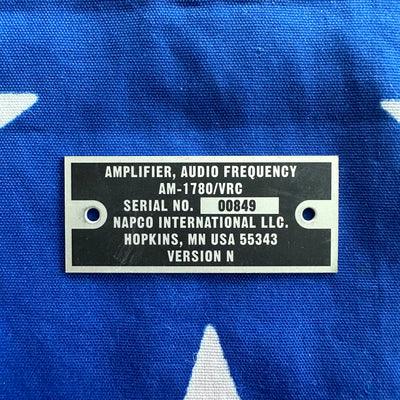 AMPLIFIER, AUDIO FREQUENCY
AM-1780/VRC
SERIAL NO. 00849
NAPCO INTERNATIONAL LLC.
HOPKINS, MN USA 55343
VERSION N